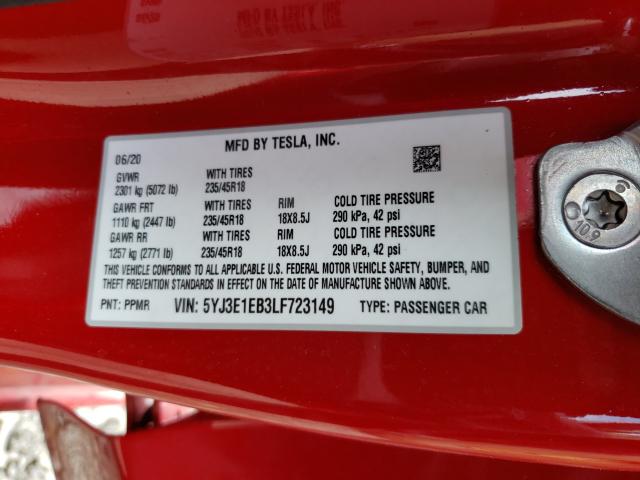 MFD BY TESLA, INC.
06/20
GVWR WITH TIRES
2301 kg (5072 lb) 235/45R18
GAWR FRT WITH TIRES RIM COLD TIRE PRESSURE
1110 kg (2447 lb) 235/45R18 18X8.5J 290 kPa, 42 psi
GAWR RR WITH TIRES RIM COLD TIRE PRESSURE
1257 kg (2771 lb) 235/45R18 18X8.5J 290 kPa, 42 psi
THIS VEHICLE CONFORMS TO ALL APPLICABLE U.S. FEDERAL MOTOR VEHICLE SAFETY, BUMPER, AND
THEFT PREVENTION STANDARDS IN EFFECT ON THE DATE OF MANUFACTURE SHOWN ABOVE.
PNT: PPMR VIN: 5YJ3E1EB3LF723149 TYPE: PASSENGER CAR
10.9